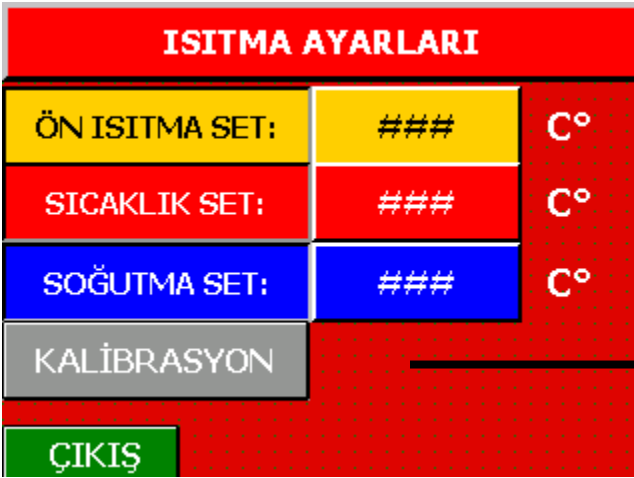 ISITMA AYARLARI
ÖN ISITMA SET: ### C°
SICAKLIK SET: ### C°
SOĞUTMA SET: ### C°
KALİBRASYON
ÇIKIŞ